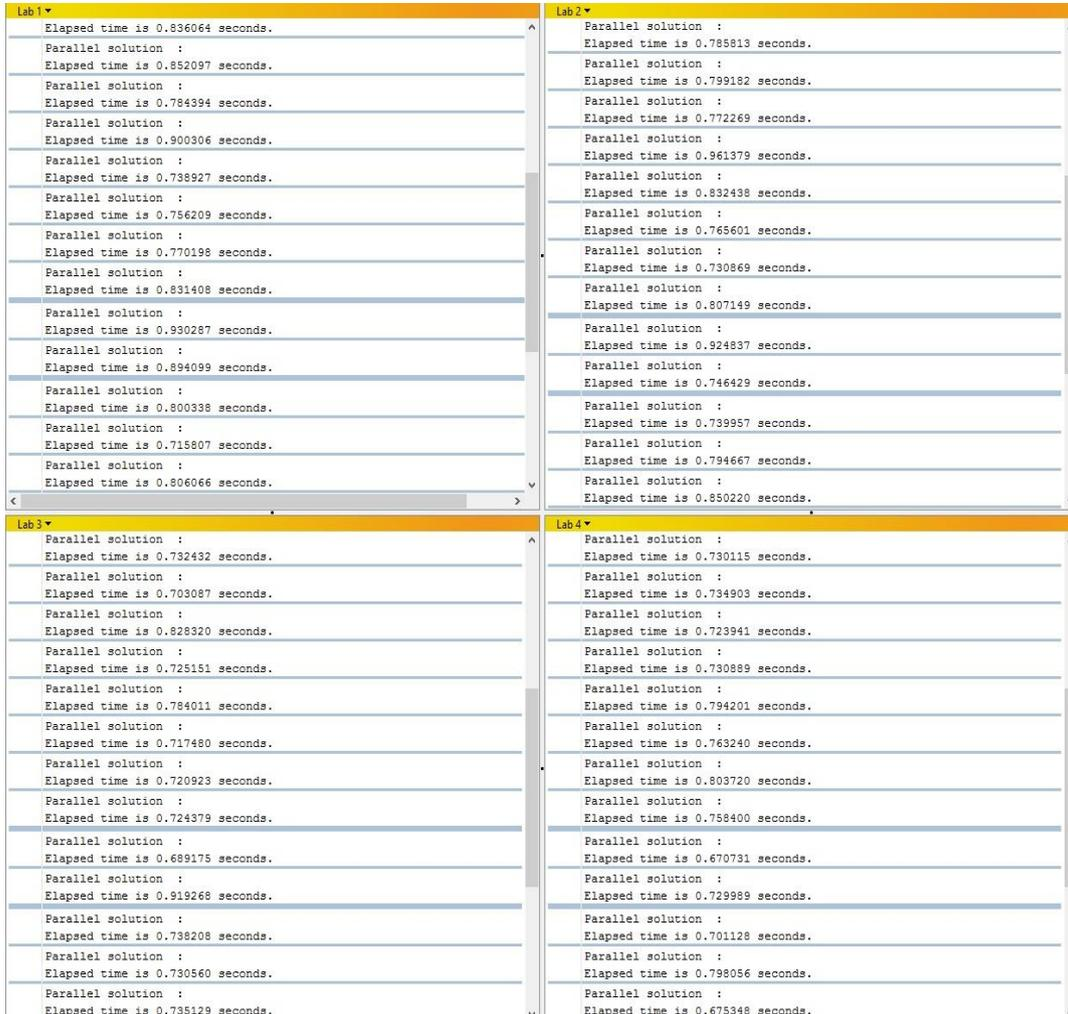 Lab 1
Elapsed time is 0.836064 seconds.
Parallel solution  :
Elapsed time is 0.852097 seconds.
Parallel solution  :
Elapsed time is 0.784394 seconds.
Parallel solution  :
Elapsed time is 0.900306 seconds.
Parallel solution  :
Elapsed time is 0.738927 seconds.
Parallel solution  :
Elapsed time is 0.756209 seconds.
Parallel solution  :
Elapsed time is 0.770198 seconds.
Parallel solution  :
Elapsed time is 0.831408 seconds.
Parallel solution  :
Elapsed time is 0.930287 seconds.
Parallel solution  :
Elapsed time is 0.894099 seconds.
Parallel solution  :
Elapsed time is 0.800338 seconds.
Parallel solution  :
Elapsed time is 0.715807 seconds.
Parallel solution  :
Elapsed time is 0.806066 seconds.
Lab 2
Parallel solution  :
Elapsed time is 0.785813 seconds.
Parallel solution  :
Elapsed time is 0.799182 seconds.
Parallel solution  :
Elapsed time is 0.772269 seconds.
Parallel solution  :
Elapsed time is 0.961379 seconds.
Parallel solution  :
Elapsed time is 0.832438 seconds.
Parallel solution  :
Elapsed time is 0.765601 seconds.
Parallel solution  :
Elapsed time is 0.730869 seconds.
Parallel solution  :
Elapsed time is 0.807149 seconds.
Parallel solution  :
Elapsed time is 0.924837 seconds.
Parallel solution  :
Elapsed time is 0.746429 seconds.
Parallel solution  :
Elapsed time is 0.739957 seconds.
Parallel solution  :
Elapsed time is 0.794667 seconds.
Parallel solution  :
Elapsed time is 0.850220 seconds.
Lab 3
Parallel solution  :
Elapsed time is 0.732432 seconds.
Parallel solution  :
Elapsed time is 0.703087 seconds.
Parallel solution  :
Elapsed time is 0.828320 seconds.
Parallel solution  :
Elapsed time is 0.725151 seconds.
Parallel solution  :
Elapsed time is 0.784011 seconds.
Parallel solution  :
Elapsed time is 0.717480 seconds.
Parallel solution  :
Elapsed time is 0.720923 seconds.
Parallel solution  :
Elapsed time is 0.724379 seconds.
Parallel solution  :
Elapsed time is 0.689175 seconds.
Parallel solution  :
Elapsed time is 0.919268 seconds.
Parallel solution  :
Elapsed time is 0.738208 seconds.
Parallel solution  :
Elapsed time is 0.730560 seconds.
Parallel solution  :
Elapsed time is 0.735129 seconds.
Lab 4
Parallel solution  :
Elapsed time is 0.730115 seconds.
Parallel solution  :
Elapsed time is 0.734903 seconds.
Parallel solution  :
Elapsed time is 0.723941 seconds.
Parallel solution  :
Elapsed time is 0.730889 seconds.
Parallel solution  :
Elapsed time is 0.794201 seconds.
Parallel solution  :
Elapsed time is 0.763240 seconds.
Parallel solution  :
Elapsed time is 0.803720 seconds.
Parallel solution  :
Elapsed time is 0.758400 seconds.
Parallel solution  :
Elapsed time is 0.670731 seconds.
Parallel solution  :
Elapsed time is 0.729989 seconds.
Parallel solution  :
Elapsed time is 0.701128 seconds.
Parallel solution  :
Elapsed time is 0.798056 seconds.
Parallel solution  :
Elapsed time is 0.675348 seconds.